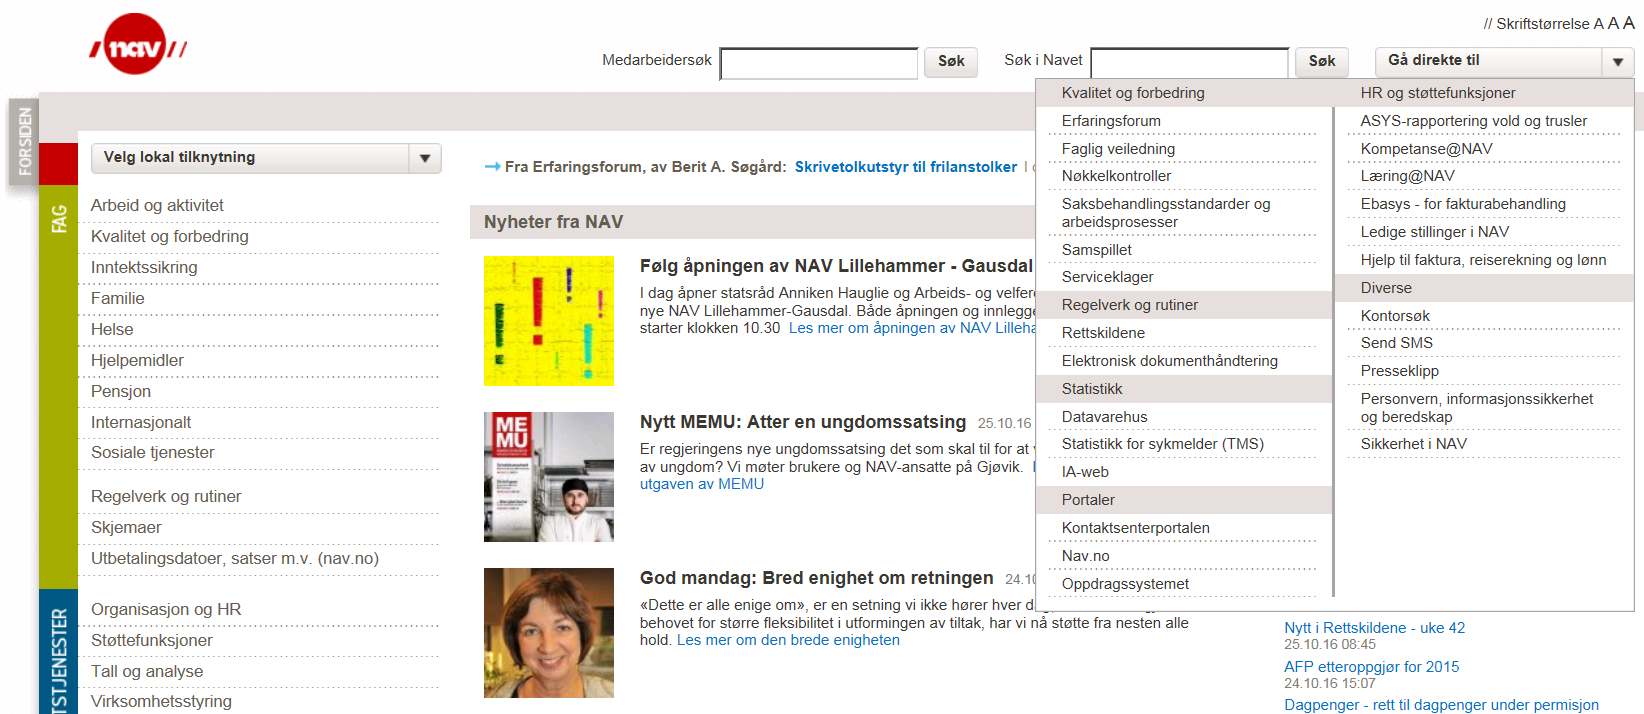 // Skriftstørrelse A A A
nav
Medarbeidersøk
Søk
Søk i Navet
Søk
Gå direkte til
FORSIDEN
FAG
STJENESTER
Velg lokal tilknytning
Arbeid og aktivitet
Kvalitet og forbedring
Inntektssikring
Familie
Helse
Hjelpemidler
Pensjon
Internasjonalt
Sosiale tjenester
Regelverk og rutiner
Skjemaer
Utbetalingsdatoer, satser m.v. (nav.no)
Organisasjon og HR
Støttefunksjoner
Tall og analyse
Virksomhetsstyring
Fra Erfaringsforum, av Berit A. Søgård: Skrivetolkutstyr til frilanstolker
Nyheter fra NAV
Følg åpningen av NAV Lillehammer - Gausdal
I dag åpner statsråd Anniken Hauglie og Arbeids- og velfer
nye NAV Lillehammer-Gausdal. Både åpningen og innlegge
starter klokken 10.30 Les mer om åpningen av NAV Lilleha
MEMU
Nytt MEMU: Atter en ungdomssatsing 25.10.16
Er regjeringens nye ungdomssatsing det som skal til for at
av ungdom? Vi møter brukere og NAV-ansatte på Gjøvik.
utgaven av MEMU
God mandag: Bred enighet om retningen 24.10
«Dette er alle enige om», er en setning vi ikke hører hver
behovet for større fleksibilitet i utformingen av tiltak, har vi nå støtte fra nesten alle
hold. Les mer om den brede enigheten
Kvalitet og forbedring
Erfaringsforum
Faglig veiledning
Nøkkelkontroller
Saksbehandlingsstandarder og
arbeidsprosesser
Samspillet
Serviceklager
Regelverk og rutiner
Rettskildene
Elektronisk dokumenthåndtering
Statistikk
Datavarehus
Statistikk for sykmelder (TMS)
IA-web
Portaler
Kontaktsenterportalen
Nav.no
Oppdragssystemet
HR og støttefunksjoner
ASYS-rapportering vold og trusler
Kompetanse@NAV
Læring@NAV
Ebasys - for fakturabehandling
Ledige stillinger i NAV
Hjelp til faktura, reiserekning og lønn
Diverse
Kontorsøk
Send SMS
Presseklipp
Personvern, informasjonssikkerhet
og beredskap
Sikkerhet i NAV
Nytt i Rettskildene - uke 42
25.10.16 08:45
AFP etteroppgjør for 2015
24.10.16 15:07
Dagpenger - rett til dagpenger under permisjon